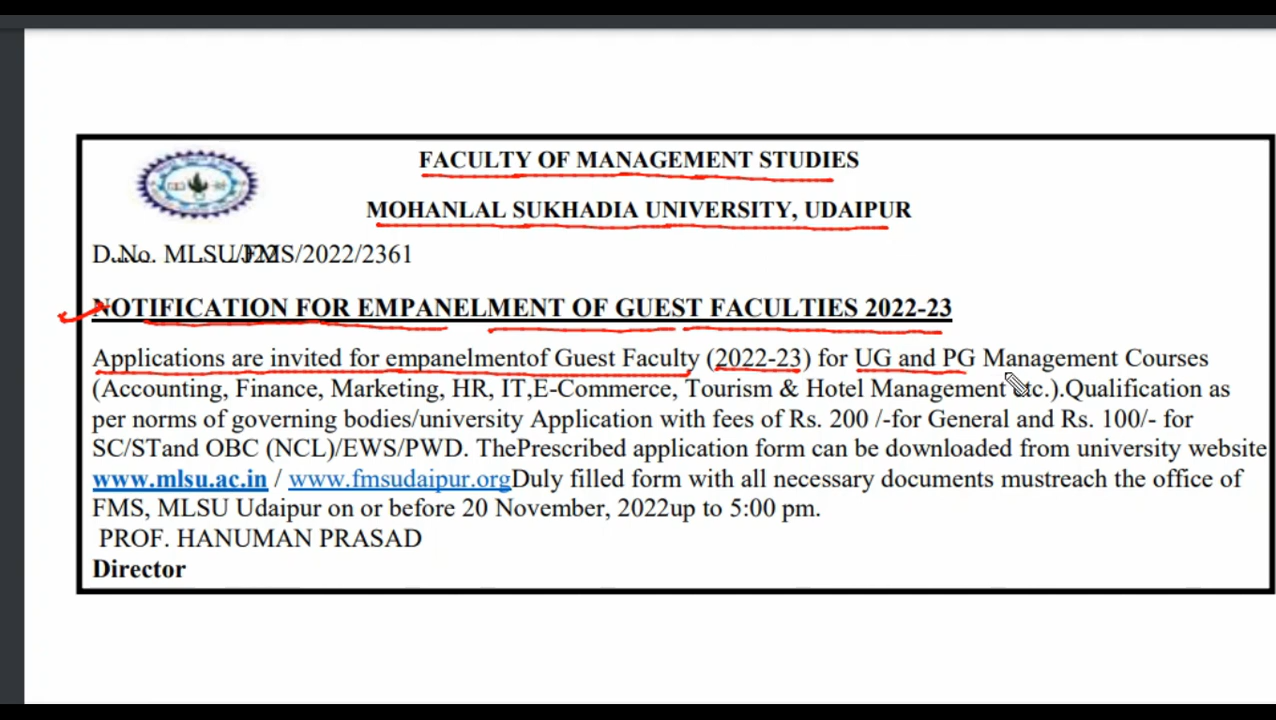 FACULTY OF MANAGEMENT STUDIES
MOHANLAL SUKHADIA UNIVERSITY, UDAIPUR
D.No. MLSU/FMS/2022/2361
NOTIFICATION FOR EMPANELMENT OF GUEST FACULTIES 2022-23
Applications are invited for empanelmentof Guest Faculty (2022-23) for UG and PG Management Courses
(Accounting, Finance, Marketing, HR, IT,E-Commerce, Tourism & Hotel Management etc.).Qualification as
per norms of governing bodies/university Application with fees of Rs. 200 /-for General and Rs. 100/- for
SC/STand OBC (NCL)/EWS/PWD. ThePrescribed application form can be downloaded from university website
www.mlsu.ac.in / www.fmsudaipur.orgDuly filled form with all necessary documents mustreach the office of
FMS, MLSU Udaipur on or before 20 November, 2022up to 5:00 pm.
PROF. HANUMAN PRASAD
Director